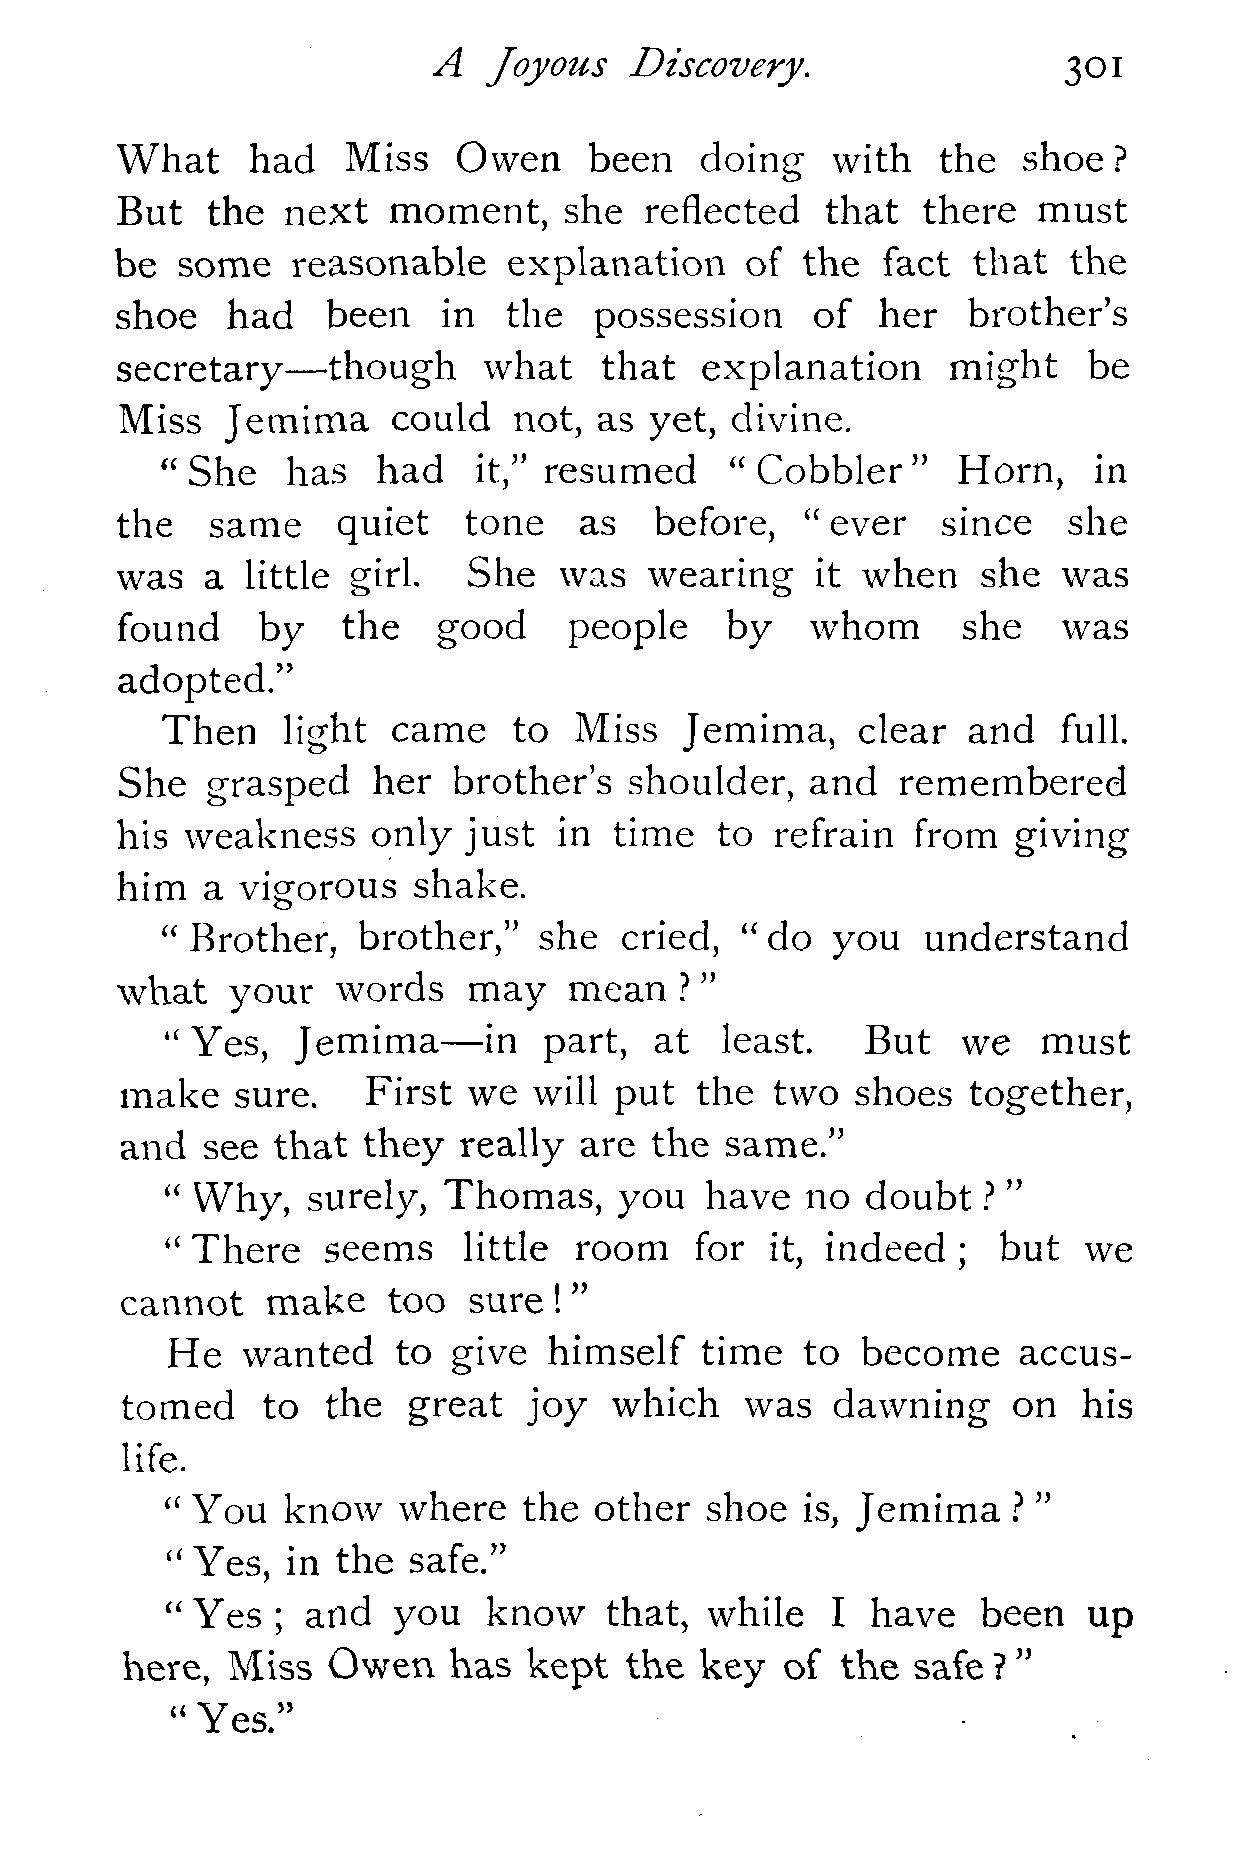 A Joyous Discovery. 301
What had Miss Owen been doing with the shoe?
But the next moment, she reflected that there must
be some reasonable explanation of the fact that the
shoe had been in the possession of her brother's
secretary—though what that explanation might be
Miss Jemima could not, as yet, divine.
"She has had it," resumed "Cobbler" Horn, in
the same quiet tone as before, "ever since she
was a little girl. She was wearing it when she was
found by the good people by whom she was
adopted."
Then light came to Miss Jemima, clear and full.
She grasped her brother's shoulder, and remembered
his weakness only just in time to refrain from giving
him a vigorous shake.
"Brother, brother," she cried, "do you understand
what your words may mean?"
"Yes, Jemima—in part, at least. But we must
make sure. First we will put the two shoes together,
and see that they really are the same."
"Why, surely, Thomas, you have no doubt?"
"There seems little room for it, indeed; but we
cannot make too sure!"
He wanted to give himself time to become accus-
tomed to the great joy which was dawning on his
life.
"You know where the other shoe is, Jemima?"
"Yes, in the safe."
"Yes; and you know that, while I have been up
here, Miss Owen has kept the key of the safe?"
"Yes."